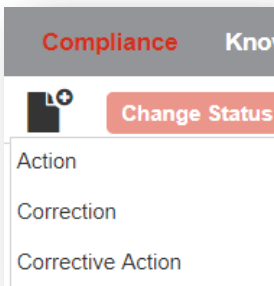 Compliance Know
Change Status
Action
Correction
Corrective Action